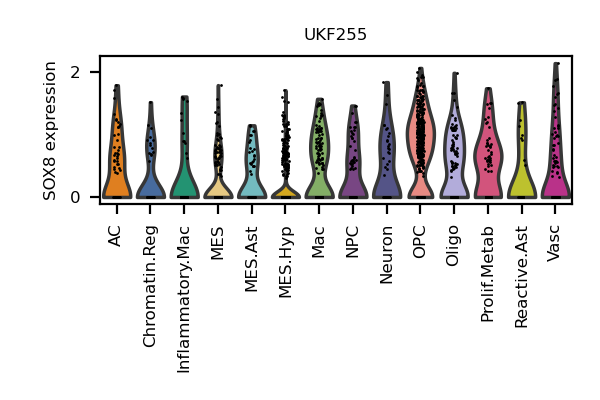 UKF255
SOX8 expression
2
0
AC
Chromatin.Reg
Inflammatory.Mac
MES
MES.Ast
MES.Hyp
Mac
NPC
Neuron
OPC
Oligo
Prolif.Metab
Reactive.Ast
Vasc